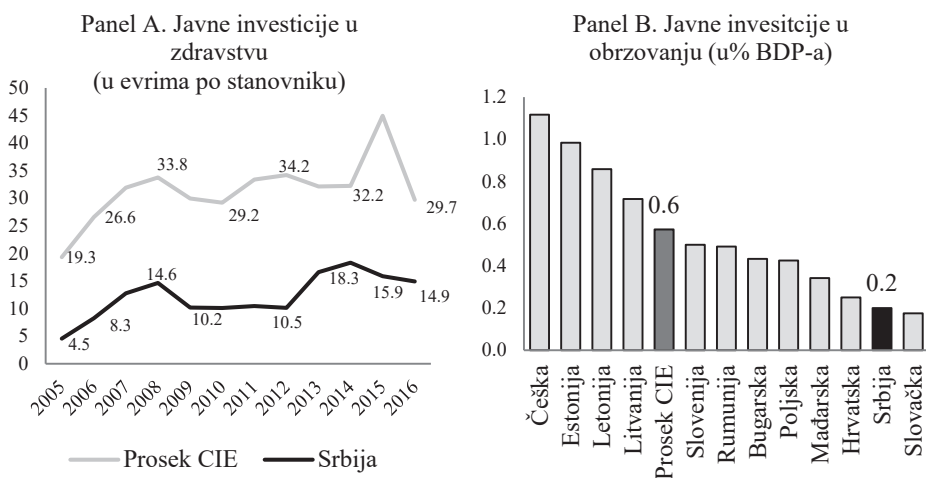 Panel A. Javne investicije u
zdravstvu
(u evrima po stanovniku)
50
45
40
35
30
25
20
15
10
5
0
33.8
34.2
26.6
29.2
32.2
29.7
19.3
14.6
18.3
15.9
14.9
8.3
10.2
10.5
4.5
2005
2006
2007
2008
2009
2010
2011
2012
2013
2014
2015
2016
Prosek CIE
Srbija
Panel B. Javne invesitcije u
obrzovanju (u% BDP-a)
1.2
1.0
0.8
0.6
0.4
0.2
0.0
0.6
0.2
Češka
Estonija
Letonija
Litvanija
Prosek CIE
Slovenija
Rumunija
Bugarska
Poljska
Mađarska
Hrvatska
Srbija
Slovačka